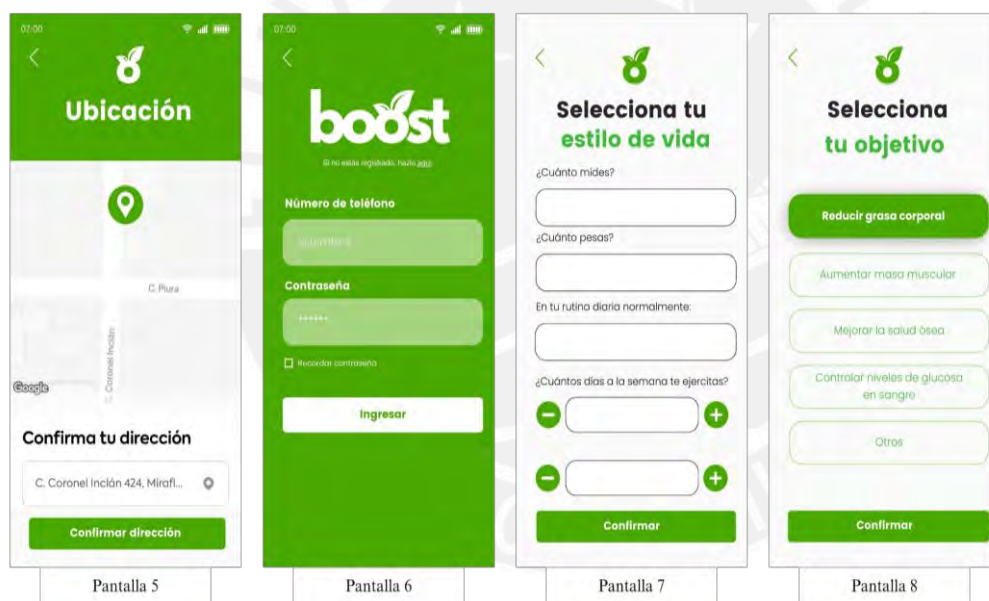 07:00
Ubicación
C. Piura
C. Coronel Inclán
Google
Confirma tu dirección
C. Coronel Inclán 424, Mirafl...
Confirmar dirección
Pantalla 5
07:00
boost
Si no estás registrado, hazlo aquí
Número de teléfono
Contraseña
••••••
Recordar contraseña
Ingresar
Pantalla 6
Selecciona tu
estilo de vida
¿Cuánto mides?
¿Cuánto pesas?
En tu rutina diaria normalmente:
¿Cuántos días a la semana te ejercitas?
Confirmar
Pantalla 7
Selecciona
tu objetivo
Reducir grasa corporal
Aumentar masa muscular
Mejorar la salud ósea
Controlar niveles de glucosa
en sangre
Otros
Confirmar
Pantalla 8